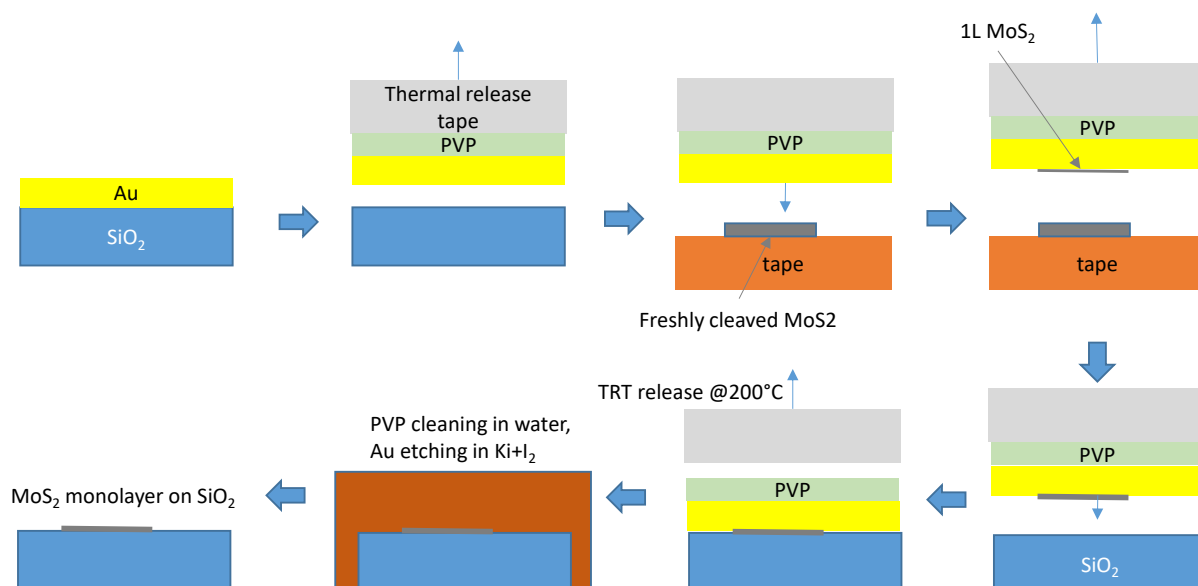 1L MoS₂
Thermal release
tape
PVP
PVP
PVP
Au
SiO₂
tape
tape
Freshly cleaved MoS2
TRT release @200°C
PVP cleaning in water,
Au etching in Ki+I₂
PVP
PVP
MoS₂ monolayer on SiO₂
SiO₂